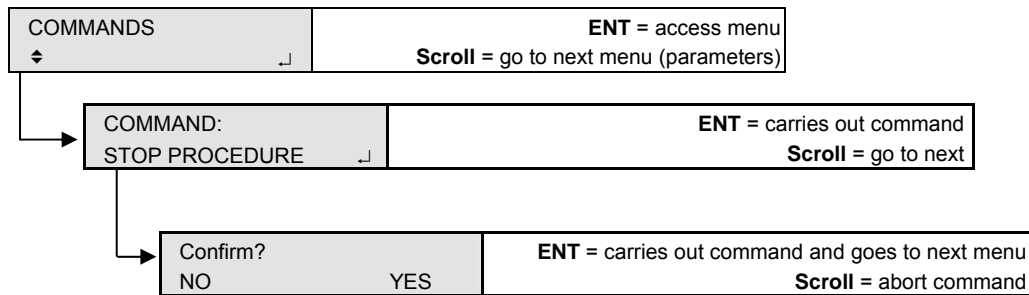 COMMANDS ENT = access menu
⬍ ↵ Scroll = go to next menu (parameters)
COMMAND: ENT = carries out command
STOP PROCEDURE ↵ Scroll = go to next
Confirm? ENT = carries out command and goes to next menu
NO YES Scroll = abort command